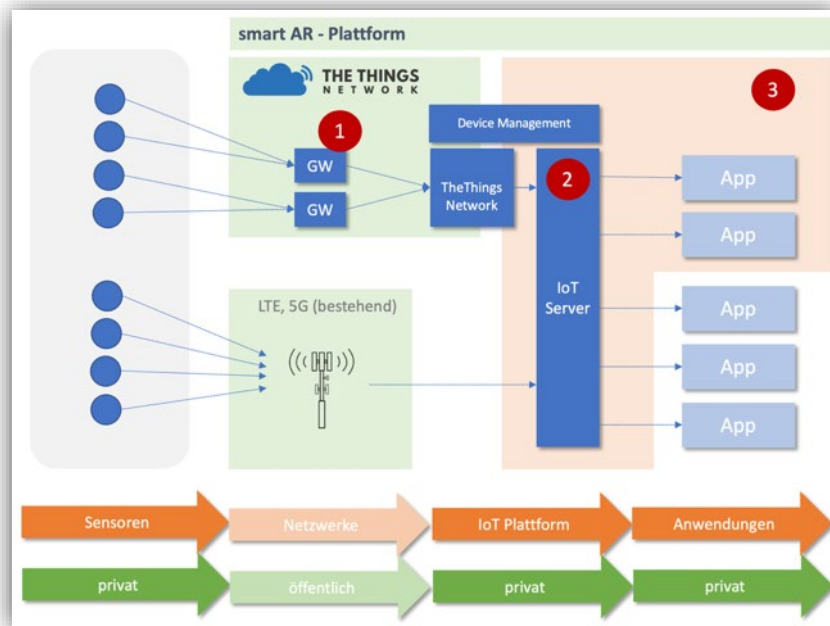 smart AR - Plattform
THE THINGS
NETWORK
1
3
Device Management
GW
GW
TheThings
Network
2
IoT
Server
App
App
App
App
App
LTE, 5G (bestehend)
Sensoren
Netzwerke
IoT Plattform
Anwendungen
privat
öffentlich
privat
privat